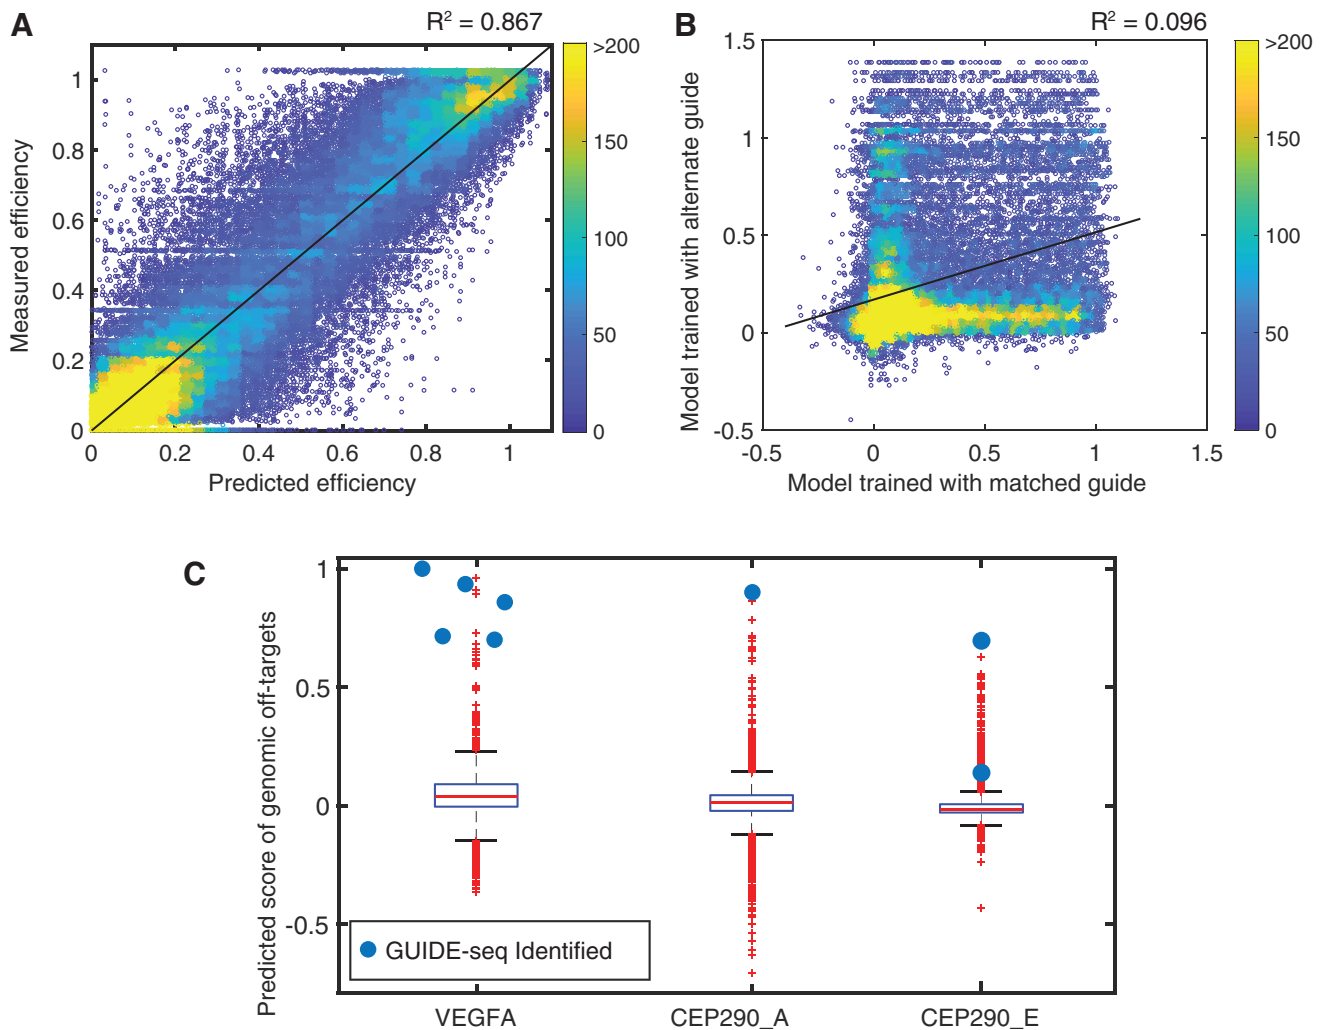 A
R² = 0.867
Measured efficiency
1
0.8
0.6
0.4
0.2
0
0 0.2 0.4 0.6 0.8 1
Predicted efficiency
>200
150
100
50
0
B
R² = 0.096
Model trained with alternate guide
1.5
1
0.5
0
-0.5
-0.5 0 0.5 1 1.5
Model trained with matched guide
>200
150
100
50
0
C
Predicted score of genomic off-targets
1
0.5
0
-0.5
GUIDE-seq Identified
VEGFA CEP290_A CEP290_E